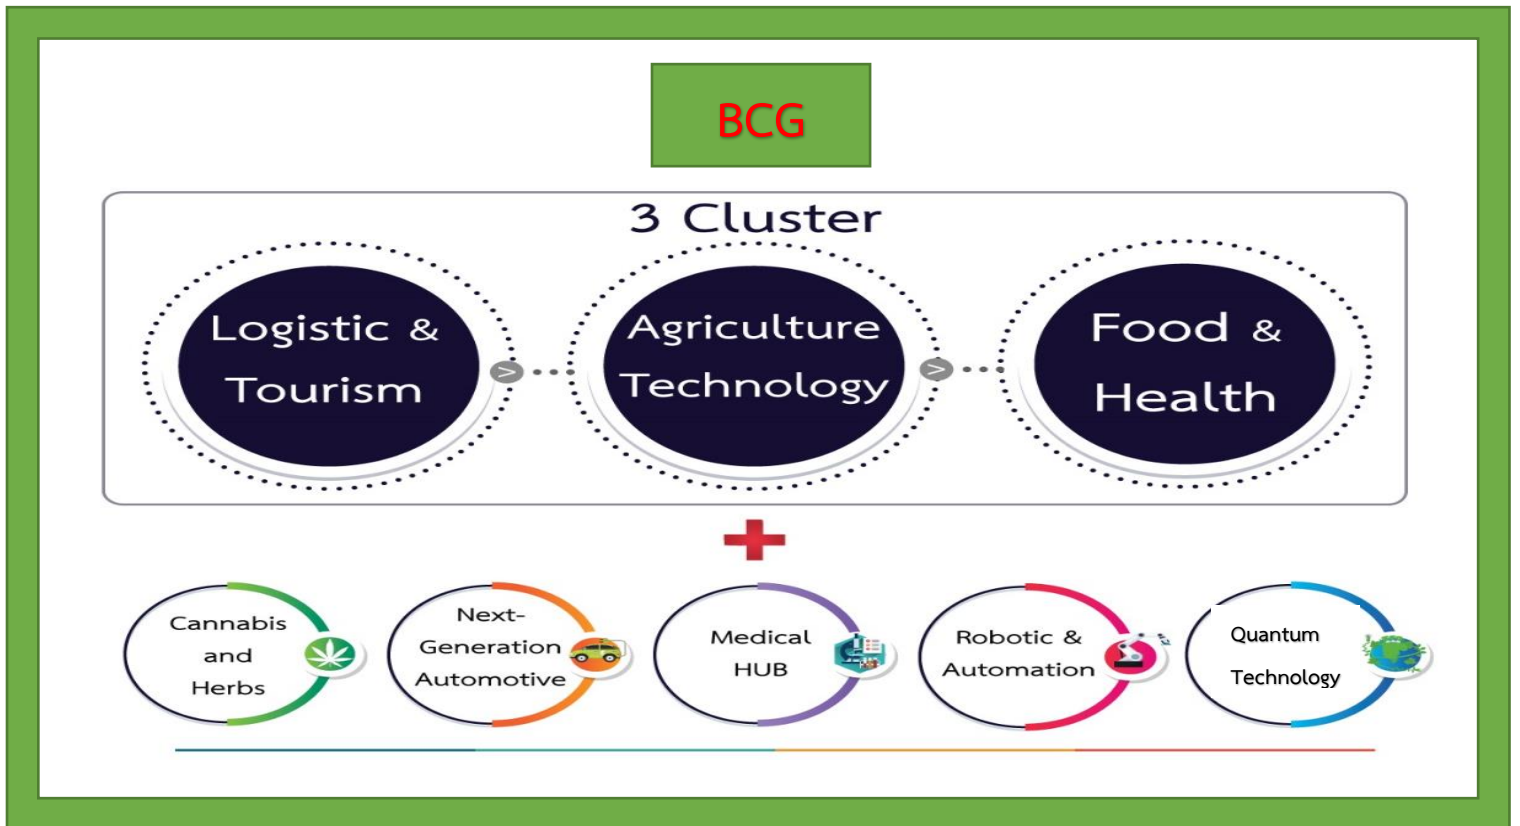 BCG
3 Cluster
Logistic &
Tourism
Agriculture
Technology
Food &
Health
Cannabis
and
Herbs
Next-
Generation
Automotive
Medical
HUB
Robotic &
Automation
Quantum
Technology